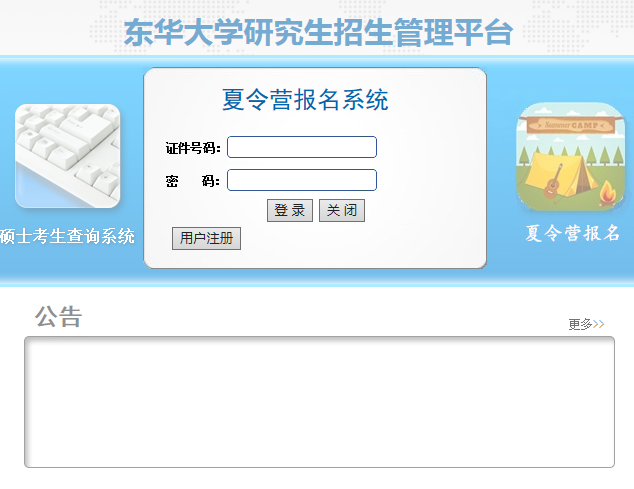 东华大学研究生招生管理平台
夏令营报名系统
证件号码：
密 码：
登 录 关 闭
用户注册
硕士考生查询系统
Summer CAMP
夏令营报名
公告
更多>>